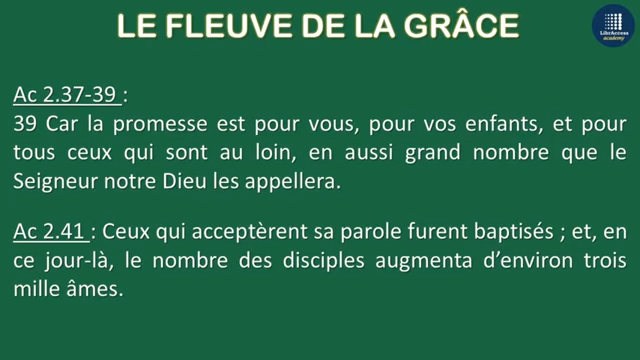 LE FLEUVE DE LA GRÂCE
LibrAccess
academy
Ac 2.37-39 :
39 Car la promesse est pour vous, pour vos enfants, et pour
tous ceux qui sont au loin, en aussi grand nombre que le
Seigneur notre Dieu les appellera.
Ac 2.41 : Ceux qui acceptèrent sa parole furent baptisés ; et, en
ce jour-là, le nombre des disciples augmenta d’environ trois
mille âmes.